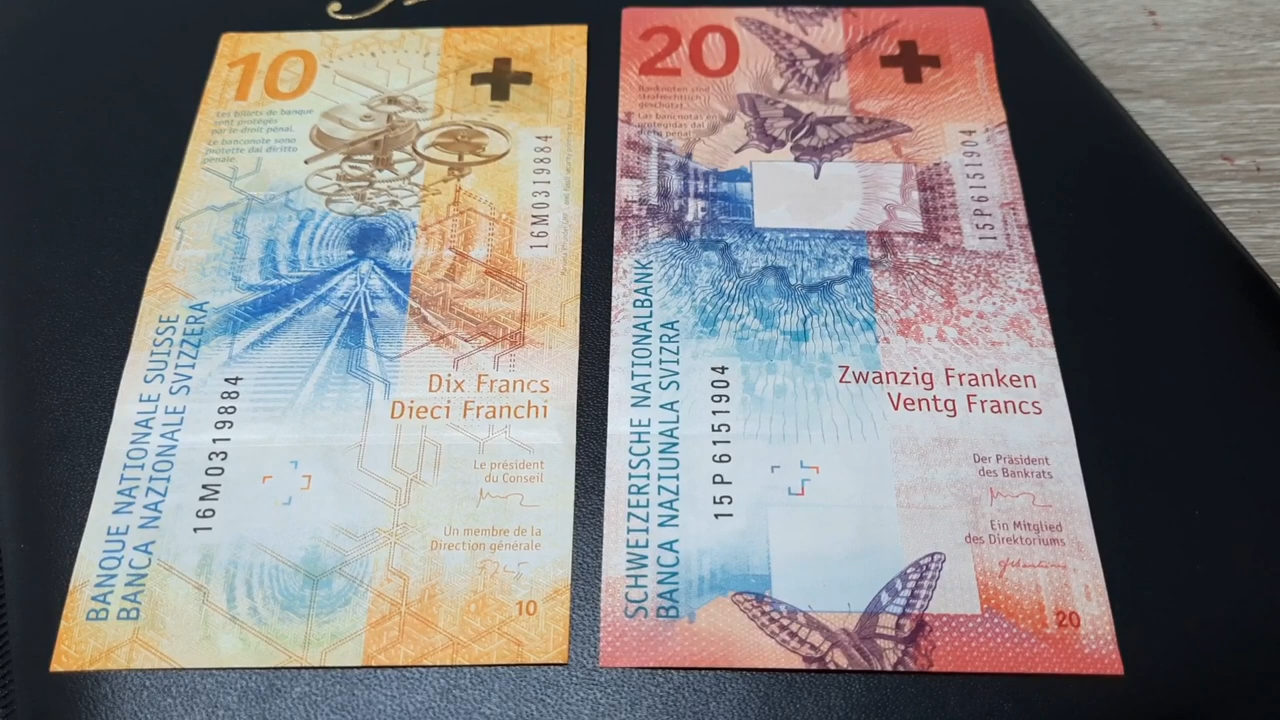 10
Les billets de banque
sont protégés
par le droit pénal.
Le banconote sono
protette dal diritto
penale.
16M0319884
BANQUE NATIONALE SUISSE
BANCA NAZIONALE SVIZZERA
16M0319884
Dix Francs
Dieci Franchi
Le président
du Conseil
Un membre de la
Direction générale
10
20
Banknoten sind
strafrechtlich
geschützt.
Las bancnotas èn
protegidas dal
dretg penal.
15P6151904
SCHWEIZERISCHE NATIONALBANK
BANCA NAZIUNALA SVIZRA
15P6151904
Zwanzig Franken
Ventg Francs
Der Präsident
des Bankrats
Ein Mitglied
des Direktoriums
20